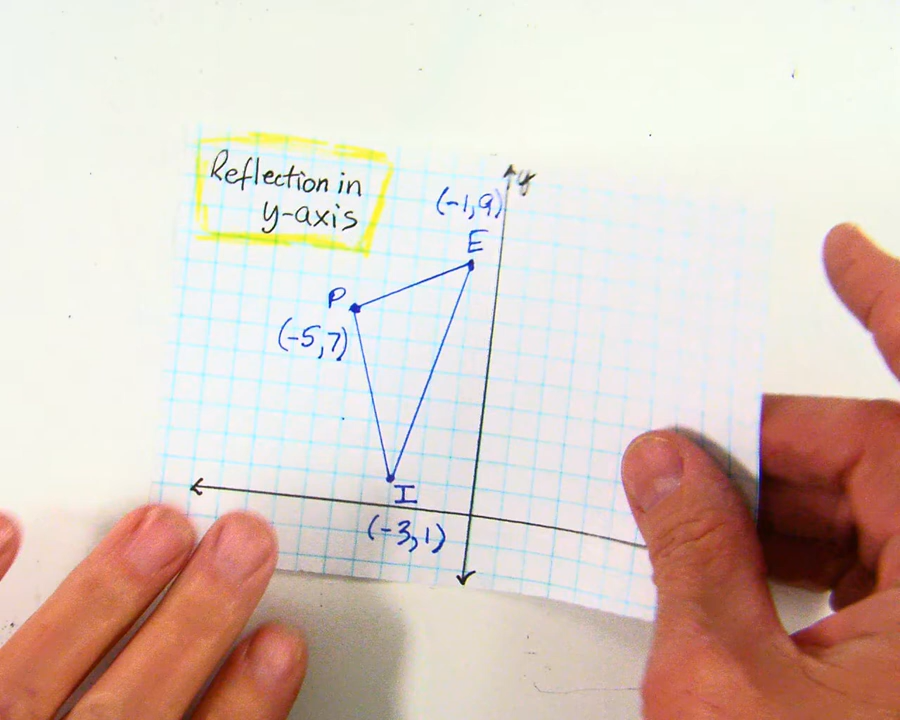 Reflection in
y-axis
y
(-1,9)
E
P
(-5,7)
I
(-3,1)